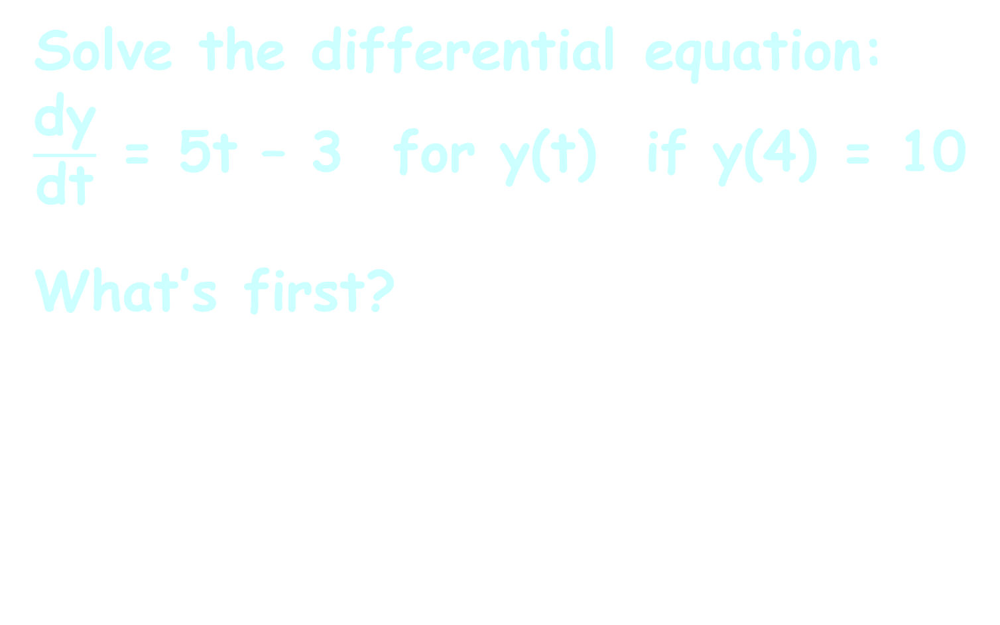 Solve the differential equation:
dy/dt = 5t – 3 for y(t) if y(4) = 10
What's first?